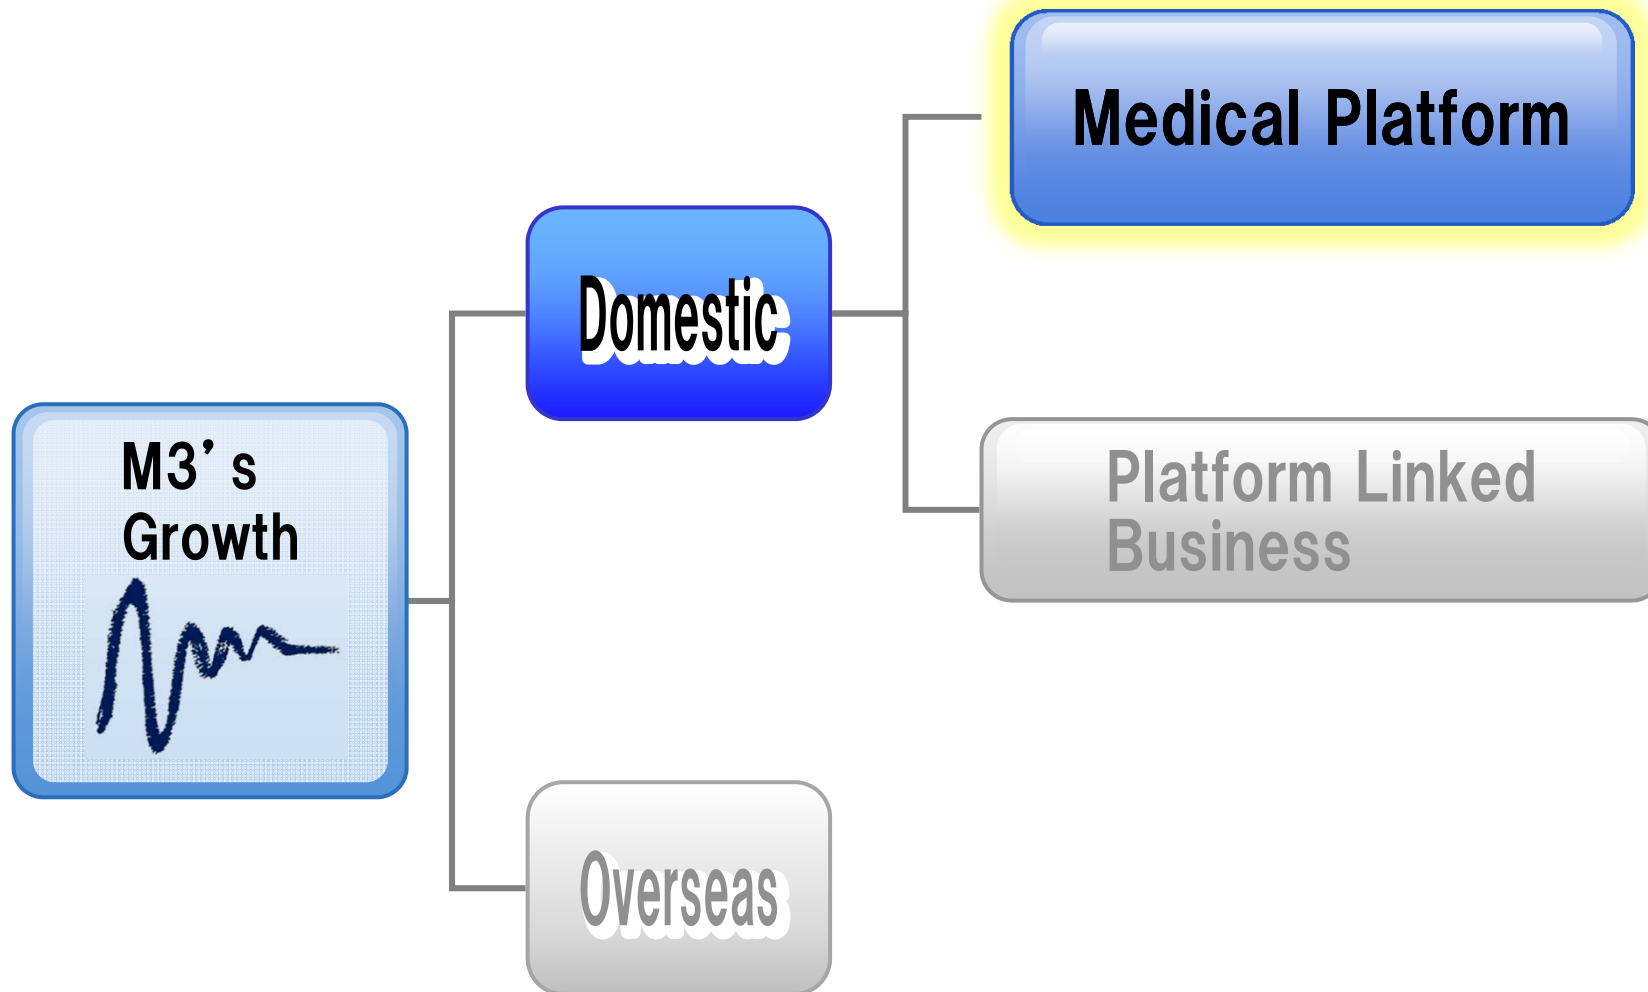 M3's
Growth
Domestic
Overseas
Medical Platform
Platform Linked
Business